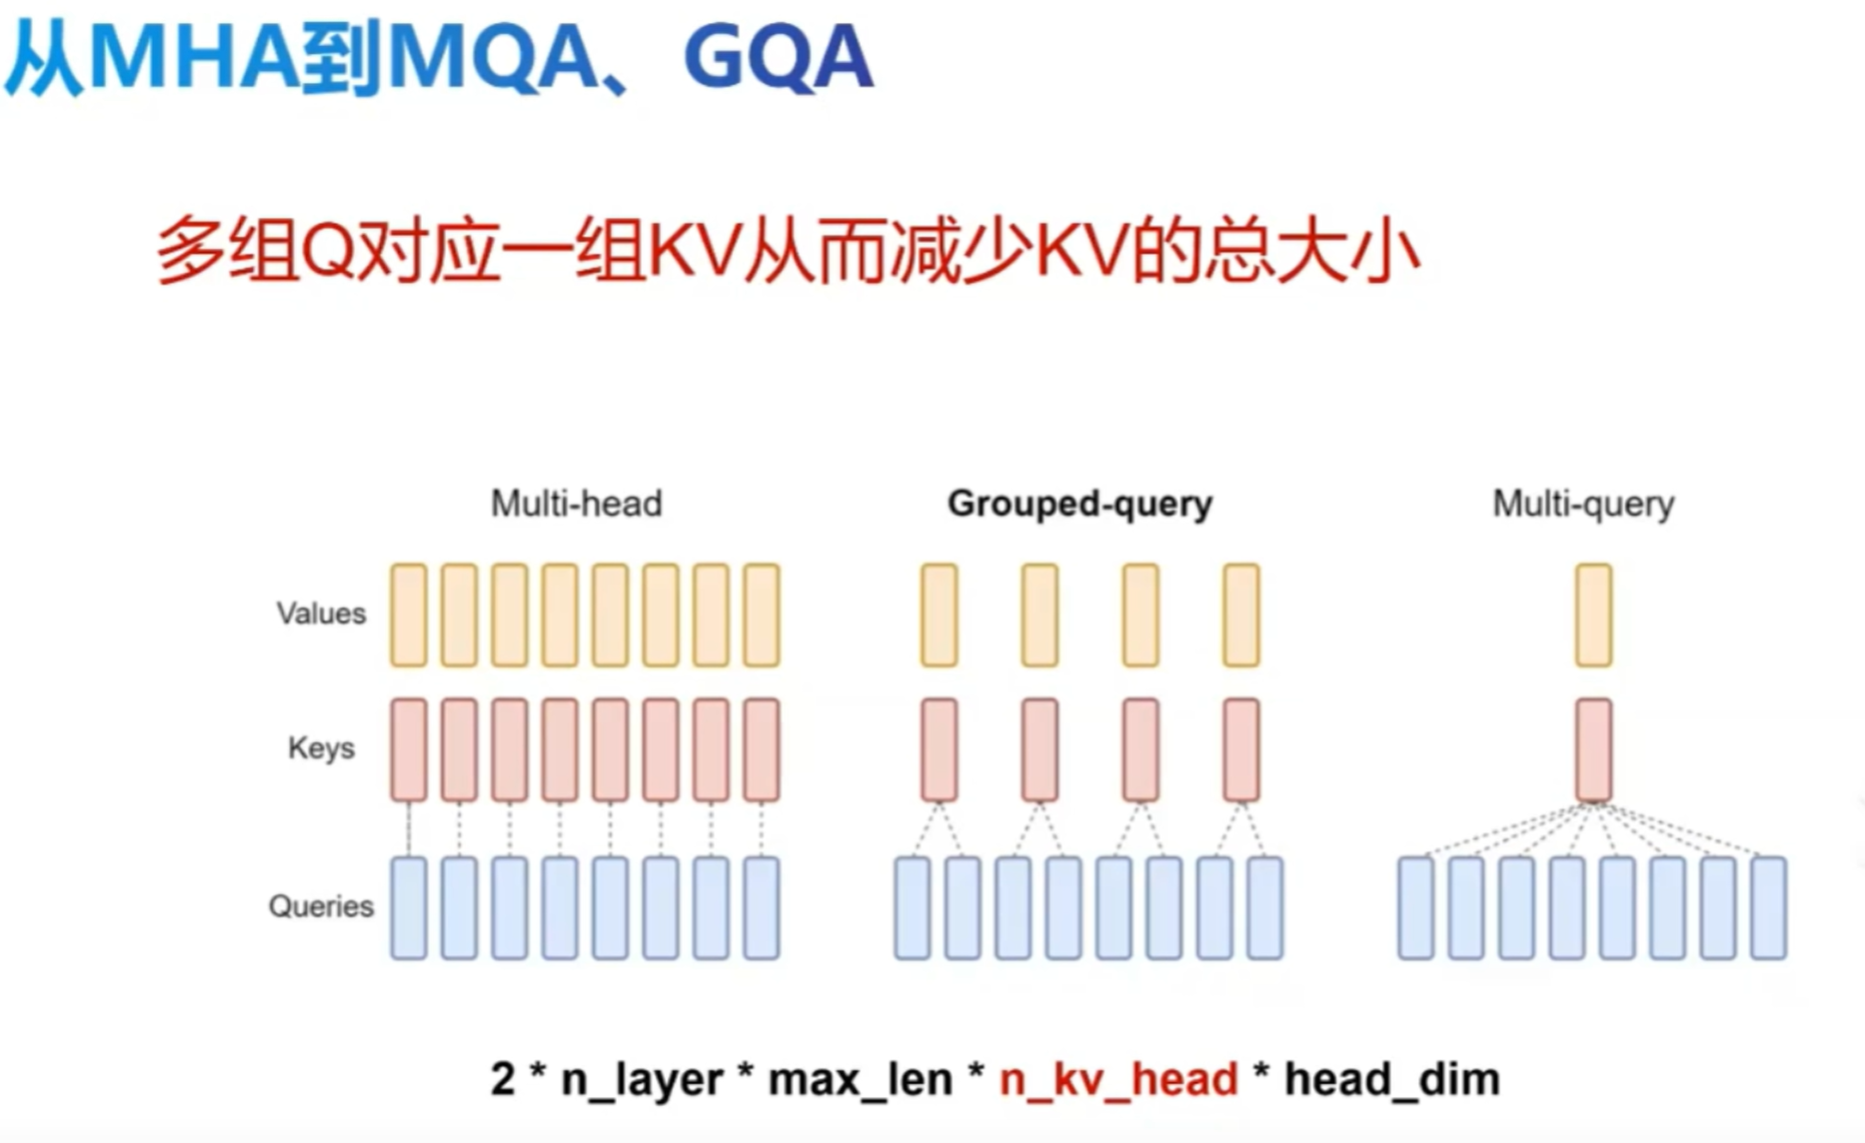 从MHA到MQA、GQA
多组Q对应一组KV从而减少KV的总大小
Multi-head
Grouped-query
Multi-query
Values
Keys
Queries
2 * n_layer * max_len * n_kv_head * head_dim